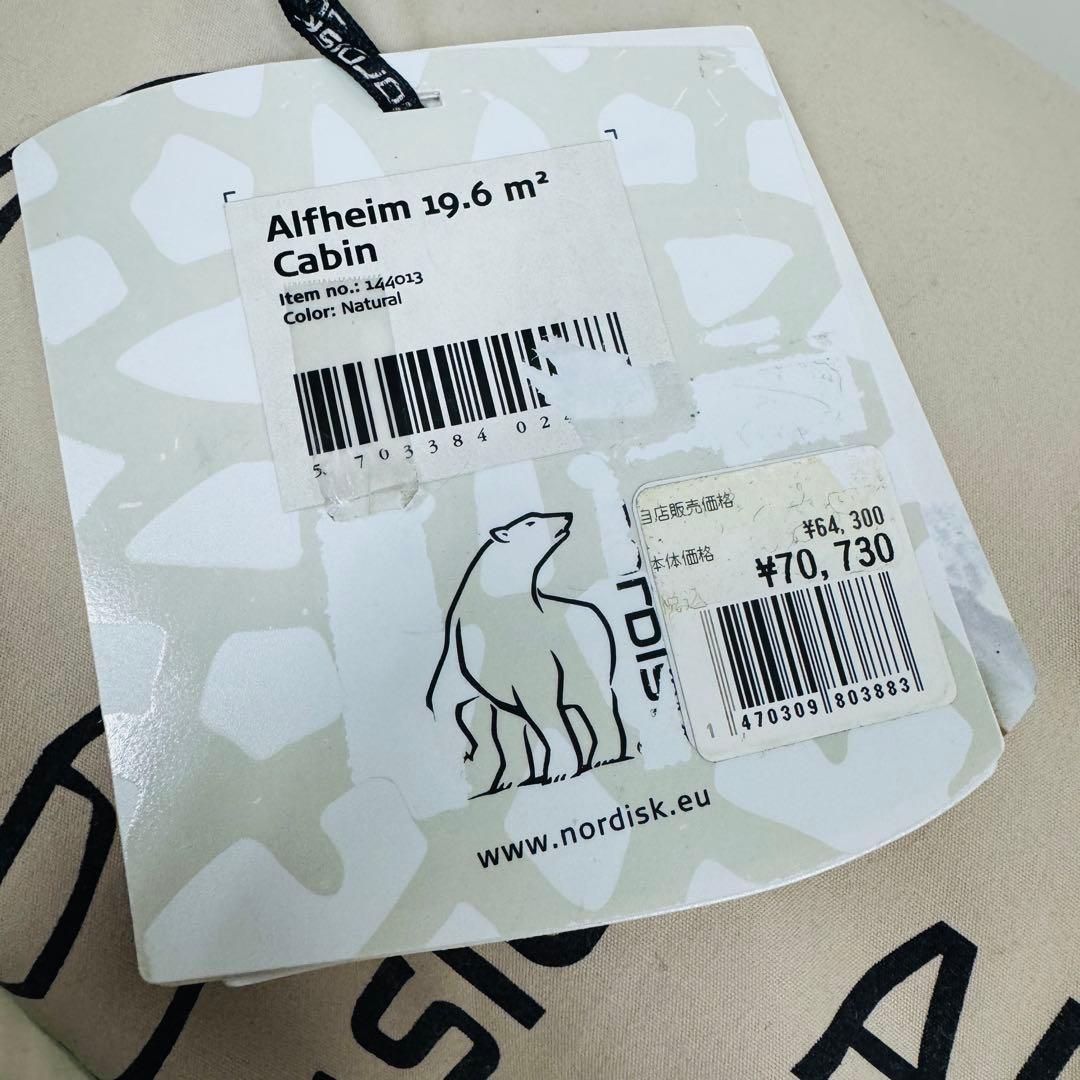 Alfheim 19.6 m²
Cabin
Item no.: 144013
Color: Natural
5 703384 02
当店販売価格
¥64,300
本体価格
¥70,730
税込
1 470309 803883
www.nordisk.eu